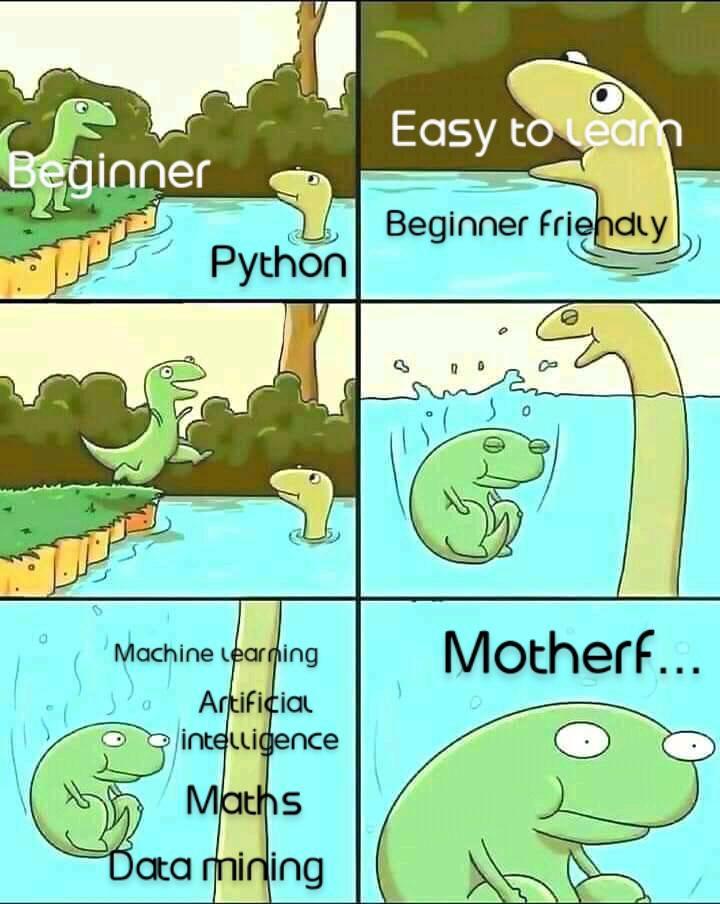 Beginner
Python
Easy to learn
Beginner friendly
Machine learning
Artificial
intelligence
Maths
Data mining
Motherf...